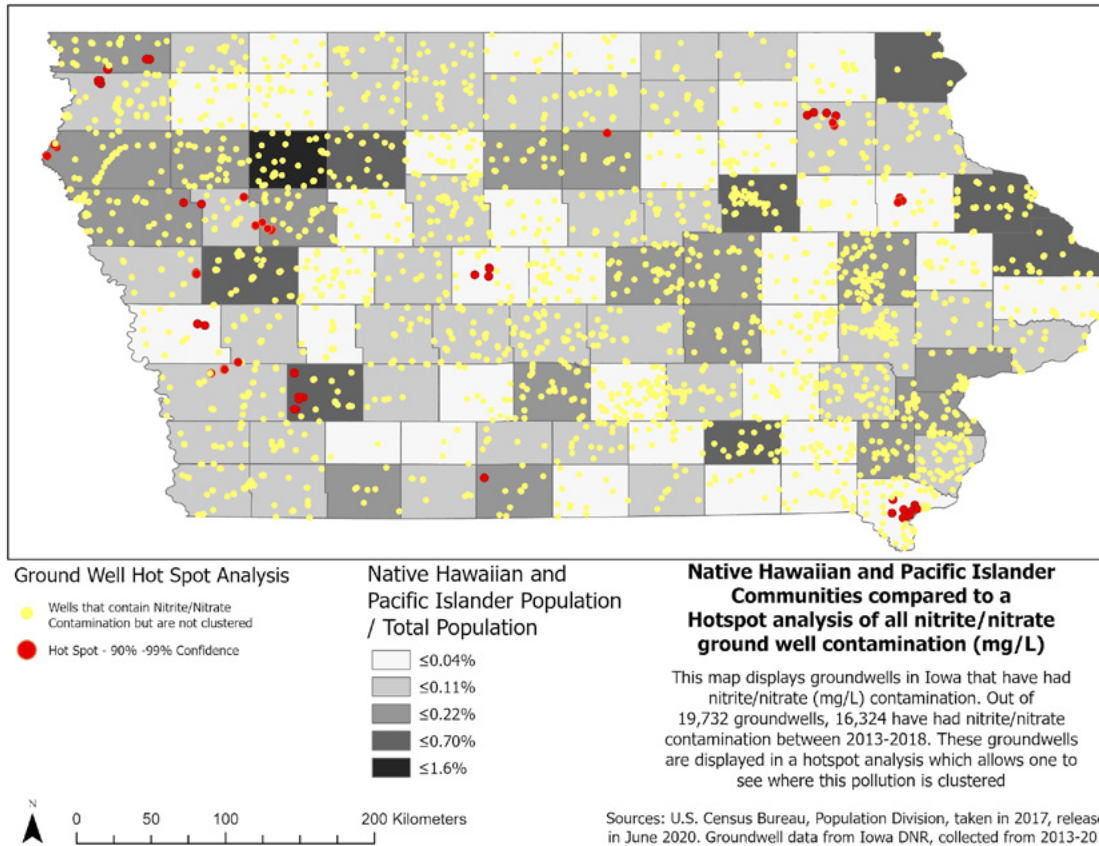 Ground Well Hot Spot Analysis
Wells that contain Nitrite/Nitrate
Contamination but are not clustered
Hot Spot - 90% -99% Confidence
Native Hawaiian and
Pacific Islander Population
/ Total Population
≤0.04%
≤0.11%
≤0.22%
≤0.70%
≤1.6%
Native Hawaiian and Pacific Islander
Communities compared to a
Hotspot analysis of all nitrite/nitrate
ground well contamination (mg/L)
This map displays groundwells in Iowa that have had
nitrite/nitrate (mg/L) contamination. Out of
19,732 groundwells, 16,324 have had nitrite/nitrate
contamination between 2013-2018. These groundwells
are displayed in a hotspot analysis which allows one to
see where this pollution is clustered
N
0 50 100 200 Kilometers
Sources: U.S. Census Bureau, Population Division, taken in 2017, release
in June 2020. Groundwell data from Iowa DNR, collected from 2013-20